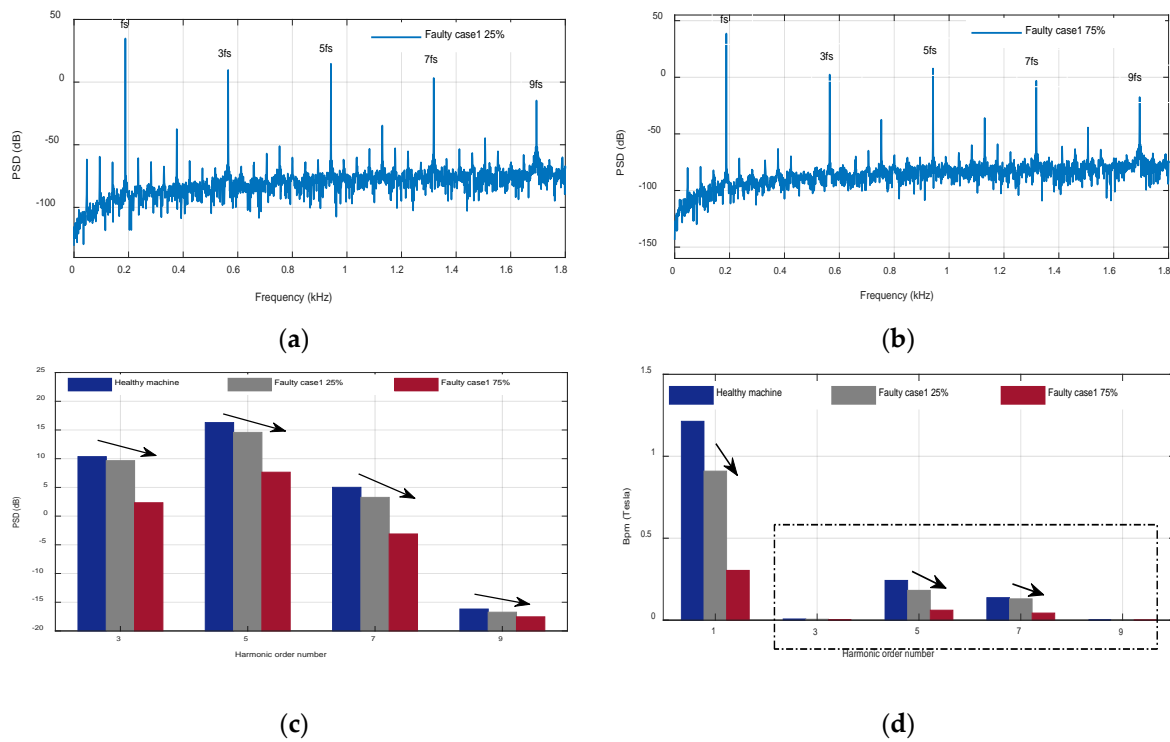 50
0
-50
-100
PSD (dB)
fs
3fs
5fs
7fs
9fs
Faulty case1 25%
0
0.2
0.4
0.6
0.8
1
1.2
1.4
1.6
1.8
Frequency (kHz)
(a)
50
0
-50
-100
-150
PSD (dB)
fs
3fs
5fs
7fs
9fs
Faulty case1 75%
0
0.2
0.4
0.6
0.8
1
1.2
1.4
1.6
1.8
Frequency (kHz)
(b)
25
20
15
10
5
0
-5
-10
-15
-20
PSD (dB)
Healthy machine
Faulty case1 25%
Faulty case1 75%
3
5
7
9
Harmonic order number
(c)
1.5
1
0.5
0
Bpm (Tesla)
Healthy machine
Faulty case1 25%
Faulty case1 75%
1
3
5
7
9
Harmonic order number
(d)